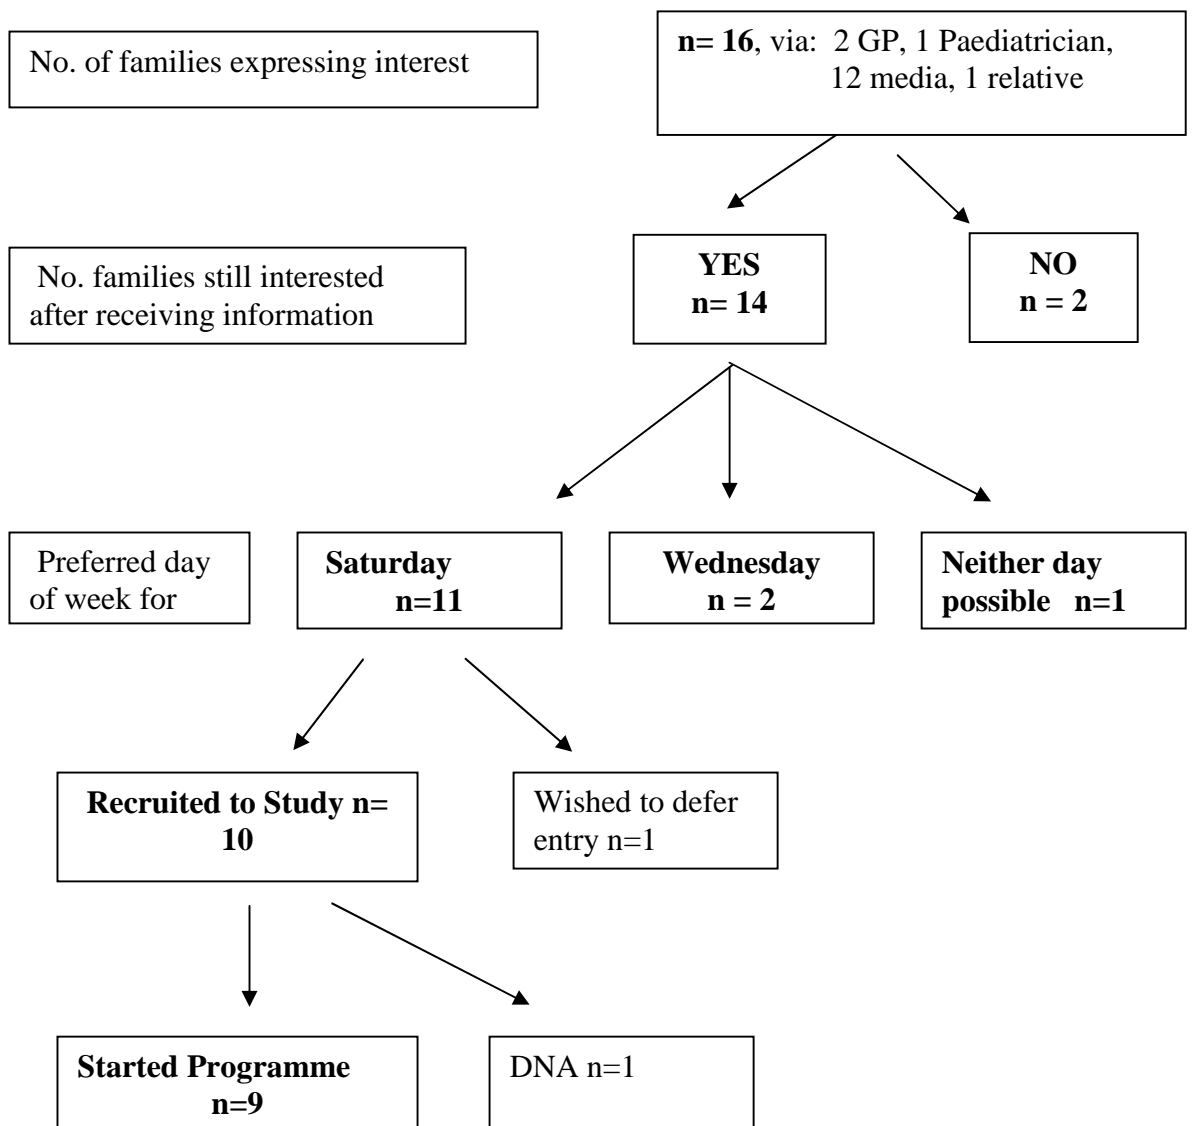 No. of families expressing interest
n= 16, via: 2 GP, 1 Paediatrician,
12 media, 1 relative
No. families still interested
after receiving information
YES
n= 14
NO
n = 2
Preferred day
of week for
Saturday
n=11
Wednesday
n = 2
Neither day
possible n=1
Recruited to Study n=
10
Wished to defer
entry n=1
Started Programme
n=9
DNA n=1